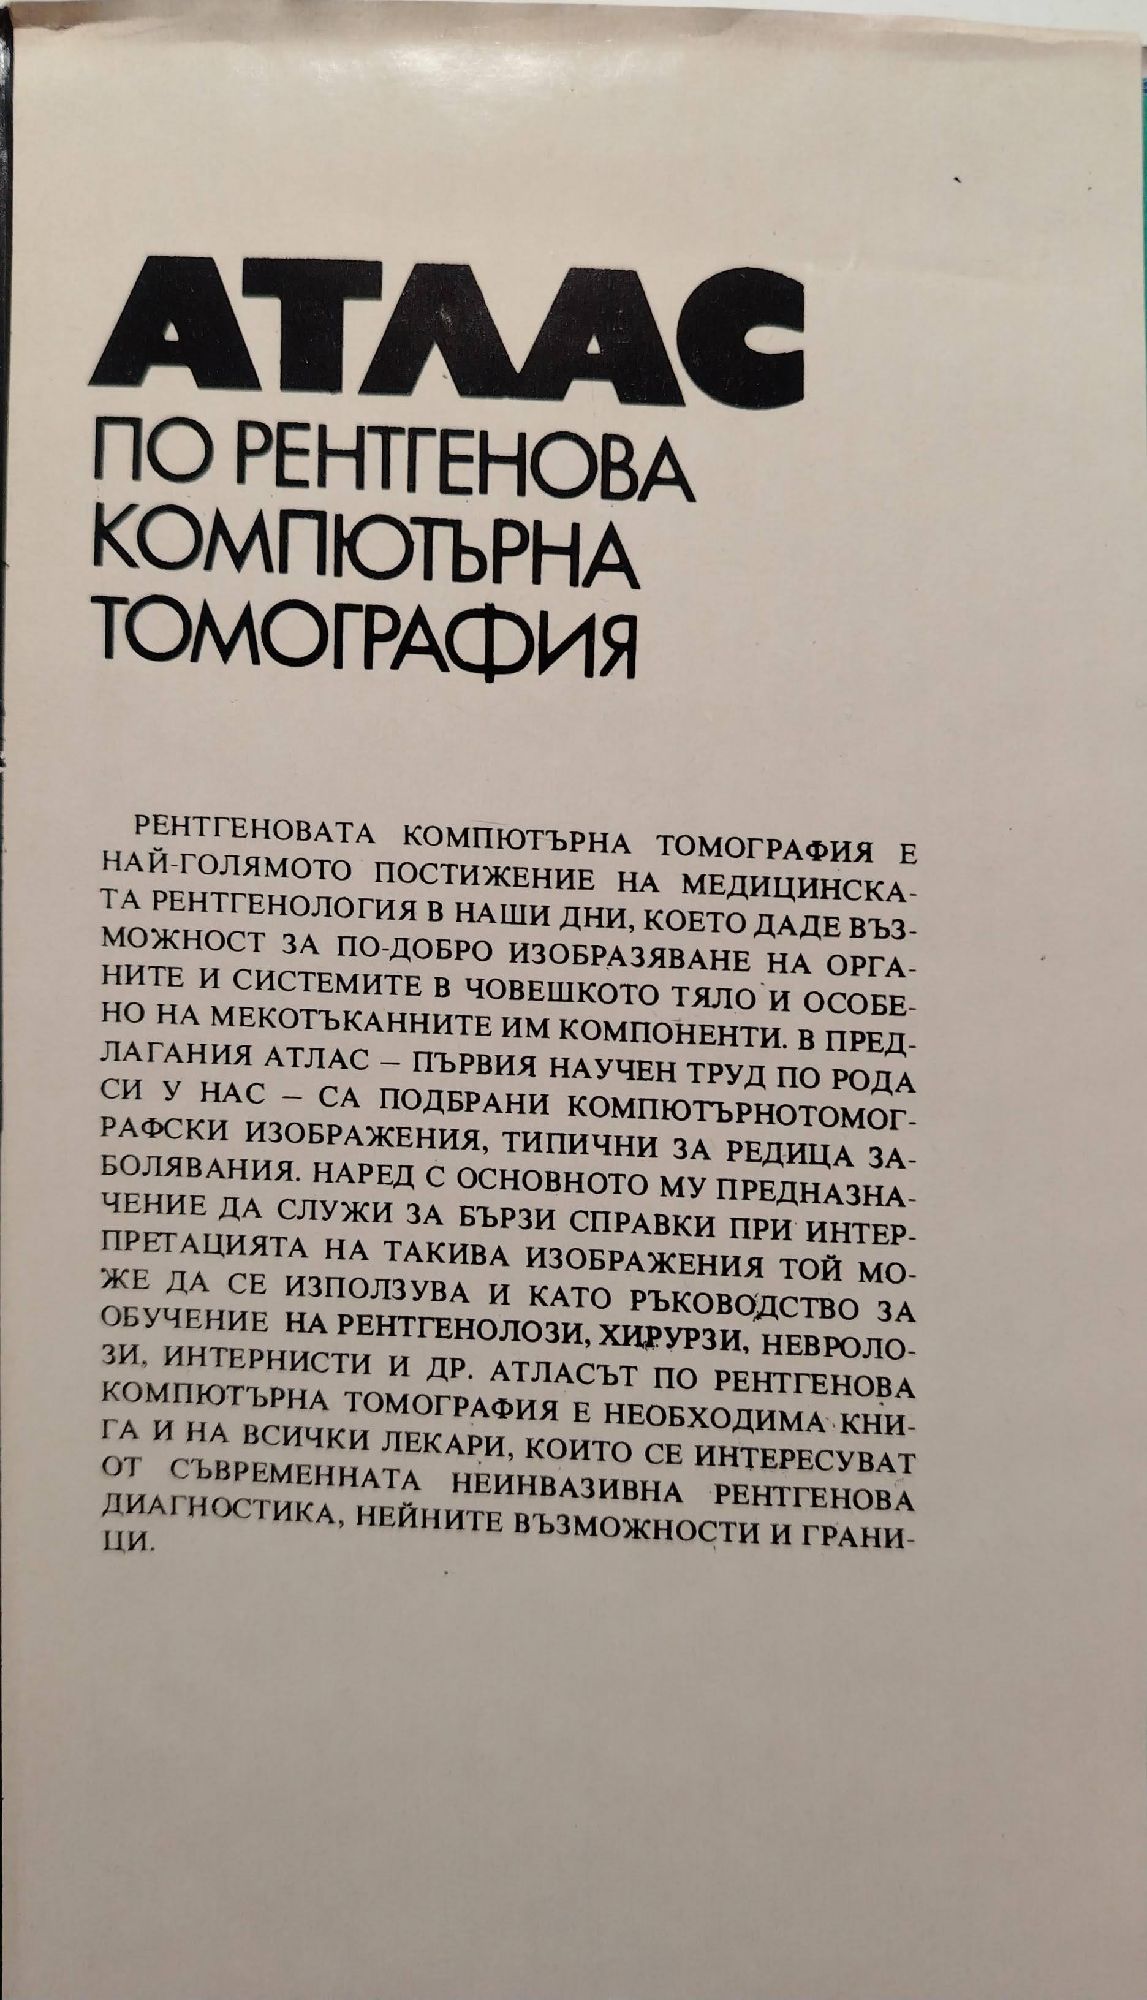 АТЛАС
ПО РЕНТГЕНОВА
КОМПЮТЪРНА
ТОМОГРАФИЯ
РЕНТГЕНОВАТА КОМПЮТЪРНА ТОМОГРАФИЯ Е
НАЙ-ГОЛЯМОТО ПОСТИЖЕНИЕ НА МЕДИЦИНСКА-
ТА РЕНТГЕНОЛОГИЯ В НАШИ ДНИ, КОЕТО ДАДЕ ВЪЗ-
МОЖНОСТ ЗА ПО-ДОБРО ИЗОБРАЗЯВАНЕ НА ОРГА-
НИТЕ И СИСТЕМИТЕ В ЧОВЕШКОТО ТЯЛО И ОСОБЕ-
НО НА МЕКОТЪКАННИТЕ ИМ КОМПОНЕНТИ. В ПРЕД-
ЛАГАНИЯ АТЛАС – ПЪРВИЯ НАУЧЕН ТРУД ПО РОДА
СИ У НАС – СА ПОДБРАНИ КОМПЮТЪРНОТОМОГ-
РАФСКИ ИЗОБРАЖЕНИЯ, ТИПИЧНИ ЗА РЕДИЦА ЗА-
БОЛЯВАНИЯ. НАРЕД С ОСНОВНОТО МУ ПРЕДНАЗНА-
ЧЕНИЕ ДА СЛУЖИ ЗА БЪРЗИ СПРАВКИ ПРИ ИНТЕР-
ПРЕТАЦИЯТА НА ТАКИВА ИЗОБРАЖЕНИЯ ТОЙ МО-
ЖЕ ДА СЕ ИЗПОЛЗУВА И КАТО РЪКОВОДСТВО ЗА
ОБУЧЕНИЕ НА РЕНТГЕНОЛОЗИ, ХИРУРЗИ, НЕВРОЛО-
ЗИ, ИНТЕРНИСТИ И ДР. АТЛАСЪТ ПО РЕНТГЕНОВА
КОМПЮТЪРНА ТОМОГРАФИЯ Е НЕОБХОДИМА КНИ-
ГА И НА ВСИЧКИ ЛЕКАРИ, КОИТО СЕ ИНТЕРЕСУВАТ
ОТ СЪВРЕМЕННАТА НЕИНВАЗИВНА РЕНТГЕНОВА
ДИАГНОСТИКА, НЕЙНИТЕ ВЪЗМОЖНОСТИ И ГРАНИ-
ЦИ.